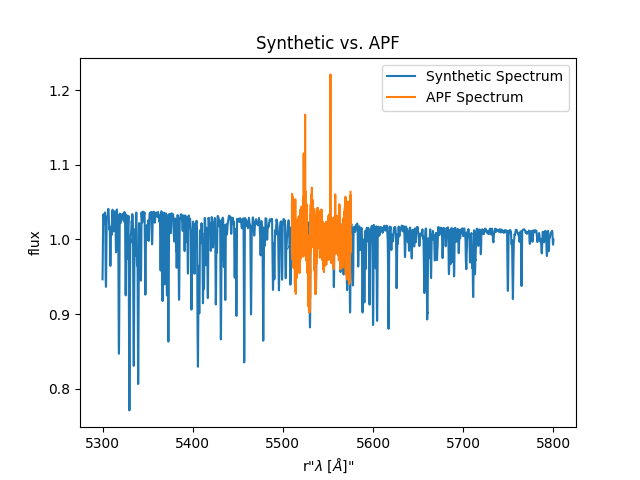 Synthetic vs. APF
Synthetic Spectrum
APF Spectrum
flux
1.2
1.1
1.0
0.9
0.8
5300
5400
5500
5600
5700
5800
r"λ [Å]"